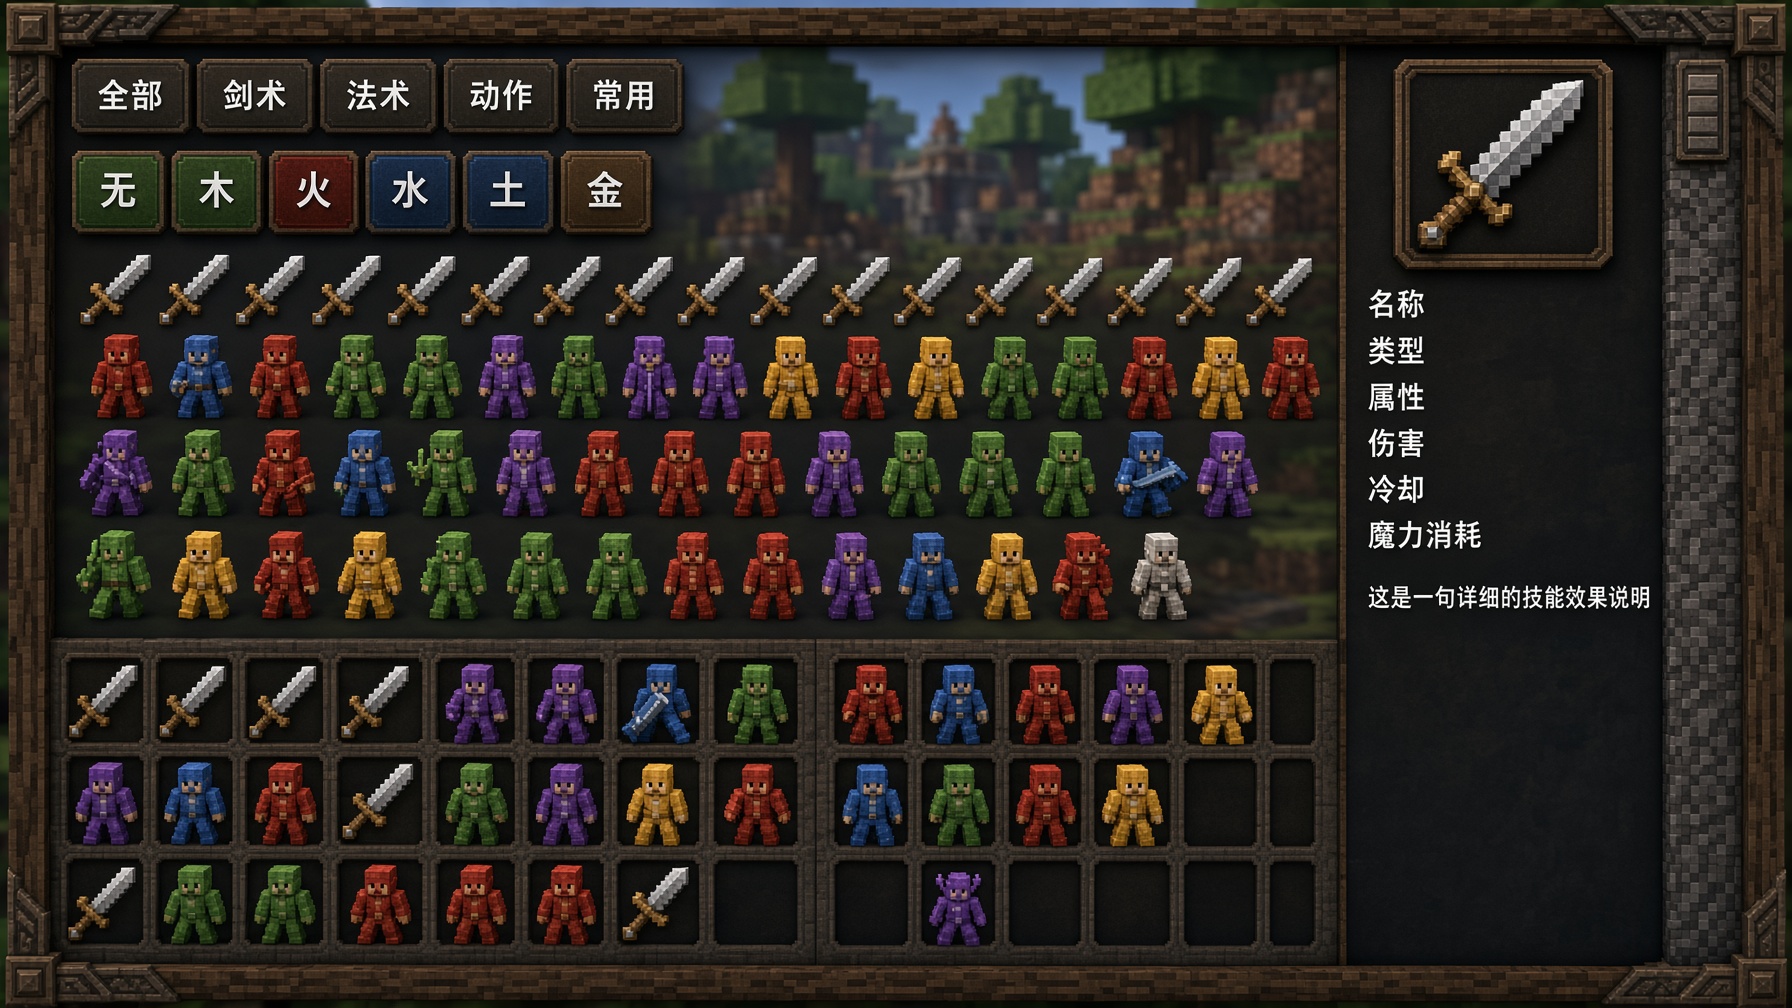 全部 剑术 法术 动作 常用
无 木 火 水 土 金
名称
类型
属性
伤害
冷却
魔力消耗
这是一句详细的技能效果说明